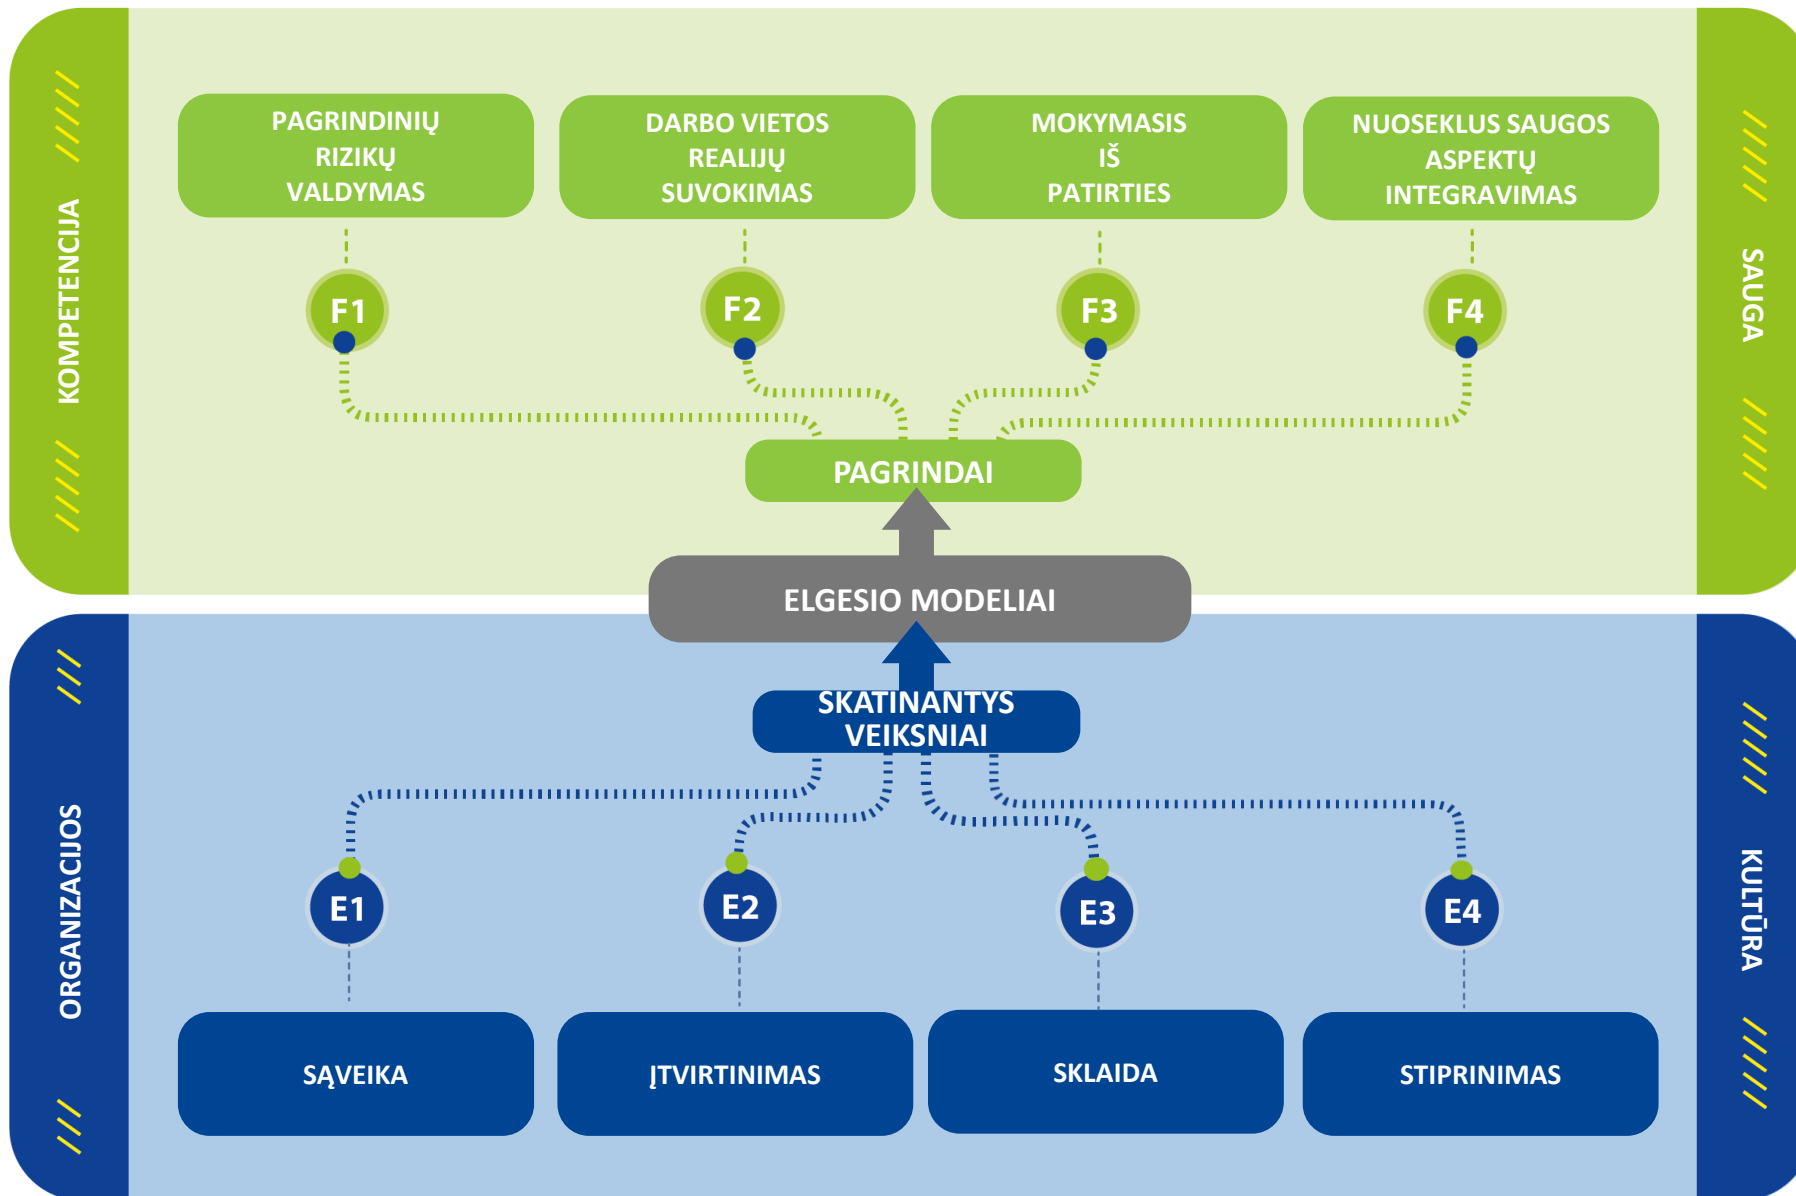 KOMPETENCIJA
SAUGA
PAGRINDINIŲ
RIZIKŲ
VALDYMAS
DARBO VIETOS
REALIJŲ
SUVOKIMAS
MOKYMASIS
IŠ
PATIRTIES
NUOSEKLUS SAUGOS
ASPEKTŲ
INTEGRAVIMAS
F1
F2
F3
F4
PAGRINDAI
ELGESIO MODELIAI
SKATINANTYS
VEIKSNIAI
ORGANIZACIJOS
KULTŪRA
E1
E2
E3
E4
SĄVEIKA
ĮTVIRTINIMAS
SKLAIDA
STIPRINIMAS